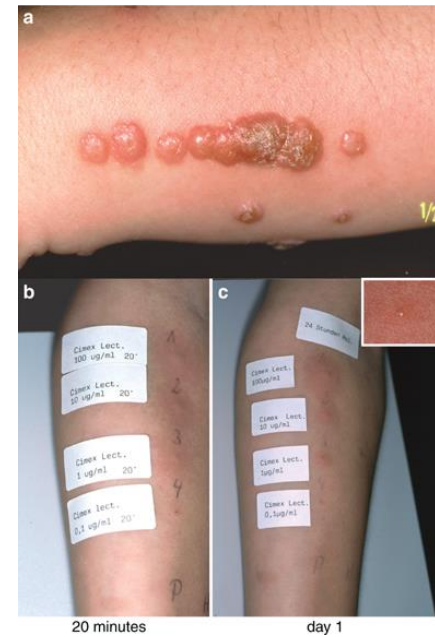 a
1/2
b
Cimex Lect.
100 ug/ml 20'
Cimex Lect.
10 ug/ml 20'
Cimex Lect.
1 ug/ml 20'
Cimex lect.
0,1 ug/ml 20'
1
2
3
4
P
20 minutes
c
24 Stunden
Cimex Lect.
100ug/ml
Cimex Lect.
10 ug/ml
Cimex Lect.
1ug/ml
Cimex Lect.
0,1ug/ml
day 1